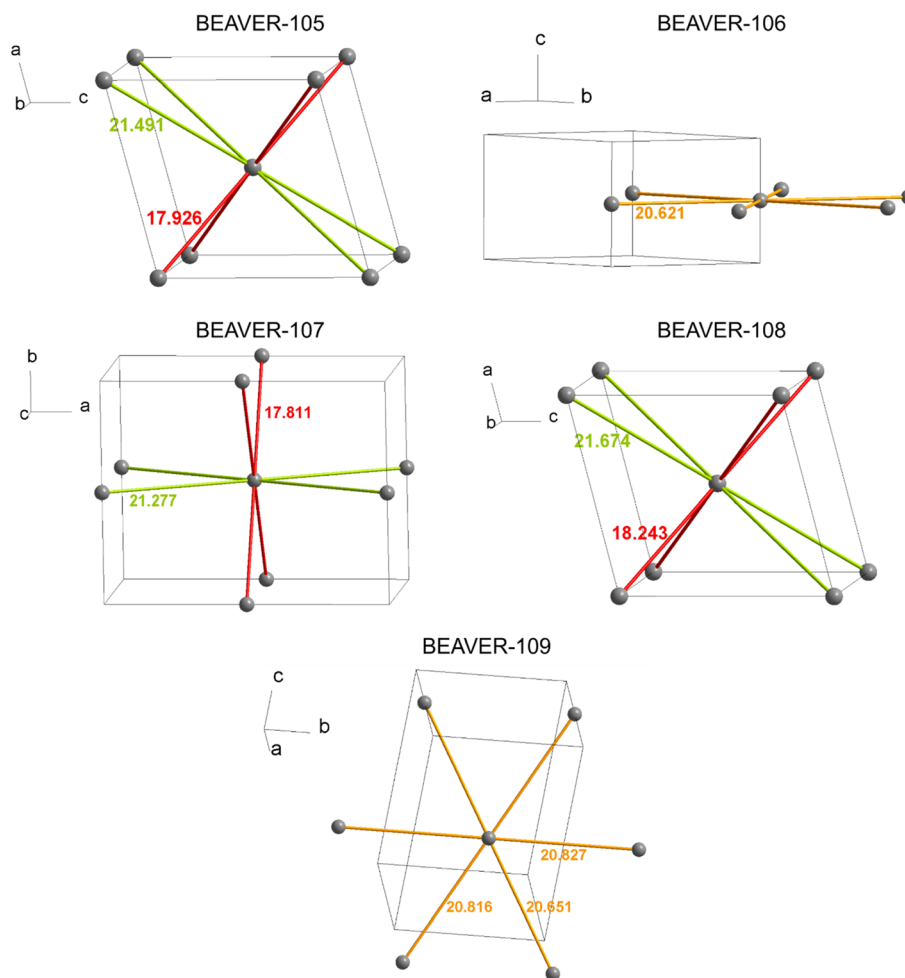 BEAVER-105
a
b
c
21.491
17.926
BEAVER-106
c
a
b
20.621
BEAVER-107
b
c
a
17.811
21.277
BEAVER-108
a
b
c
21.674
18.243
BEAVER-109
c
b
a
20.827
20.816
20.651